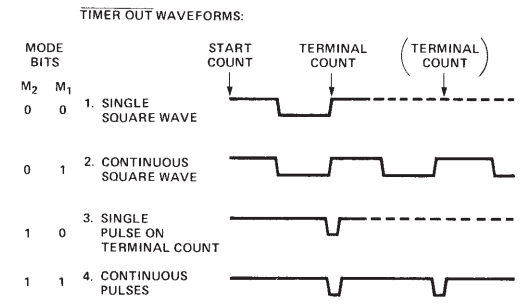 TIMER OUT WAVEFORMS:
MODE BITS
START COUNT
TERMINAL COUNT
(TERMINAL COUNT)
M2 M1
0 0 1. SINGLE SQUARE WAVE
0 1 2. CONTINUOUS SQUARE WAVE
1 0 3. SINGLE PULSE ON TERMINAL COUNT
1 1 4. CONTINUOUS PULSES